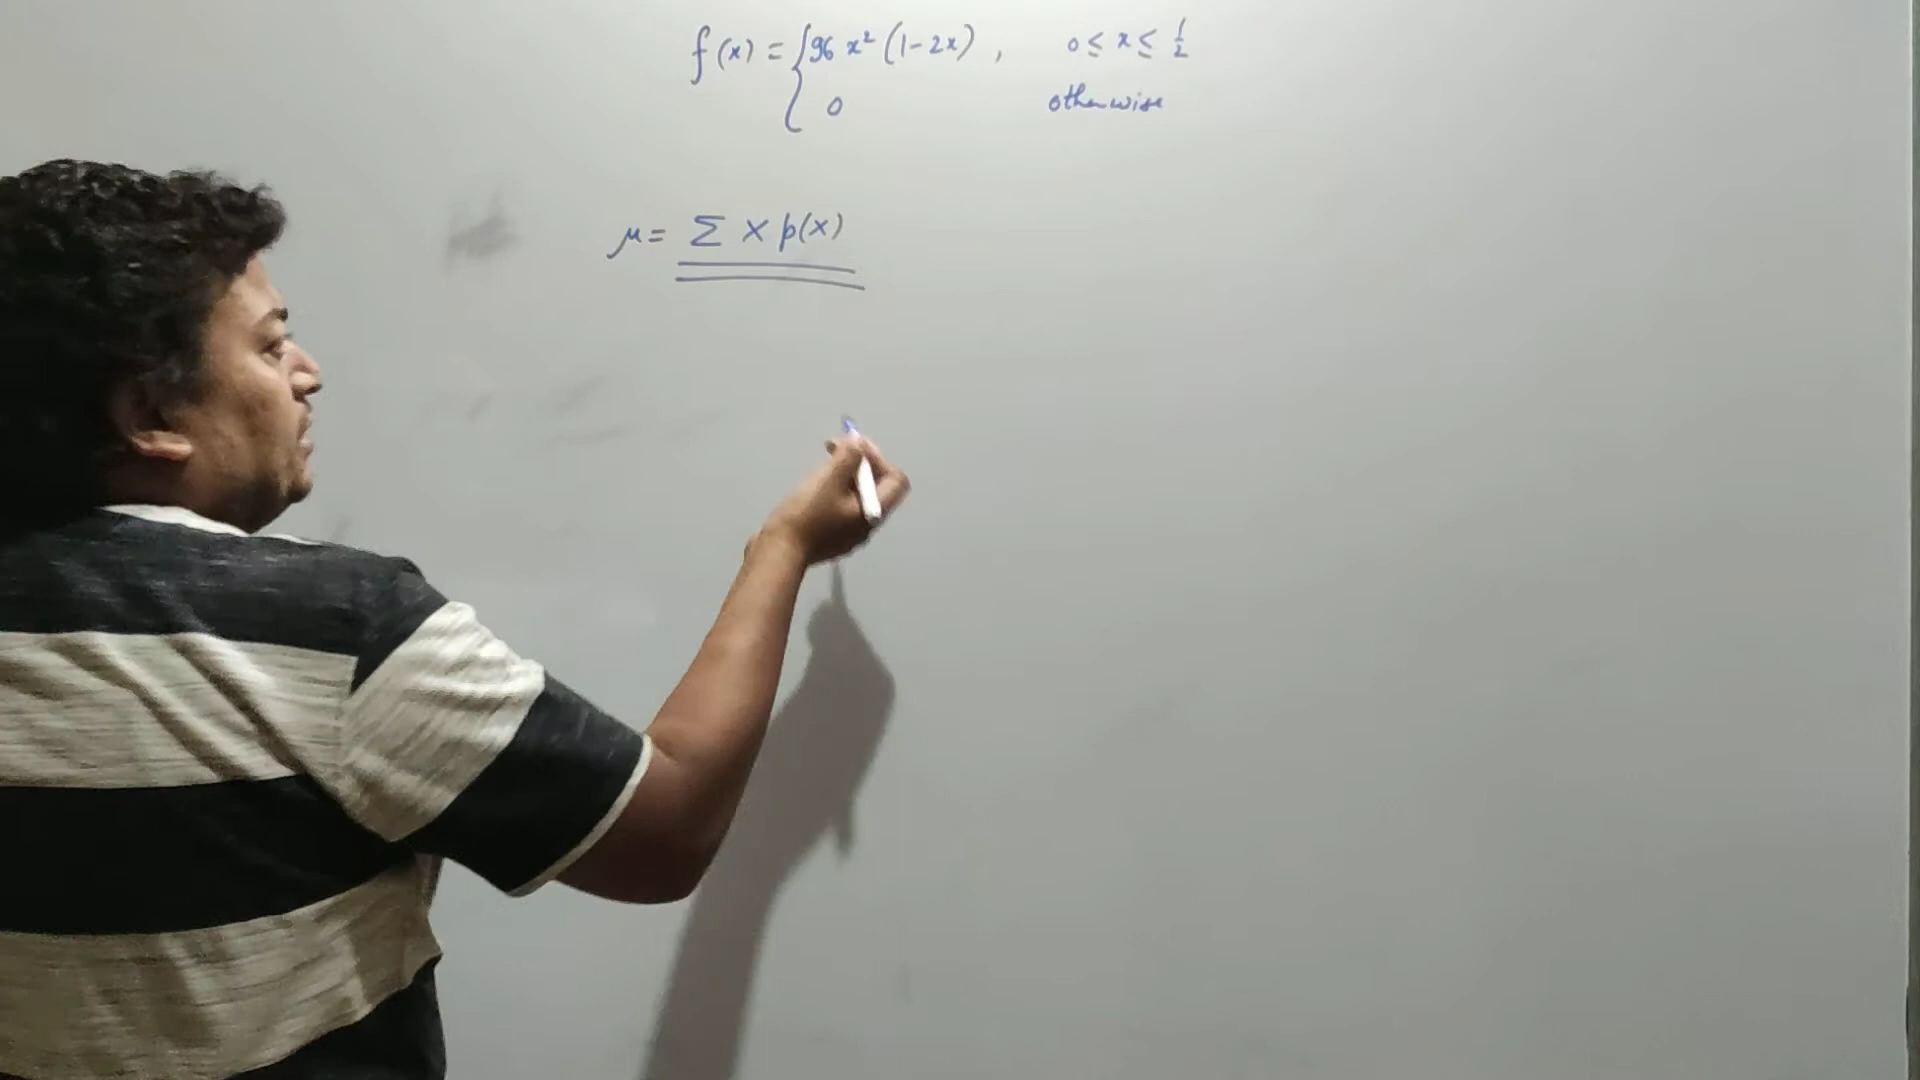 f(x) = { 96 x² (1-2x) , 0 ≤ x ≤ 1/2
0 otherwise
μ = Σ x p(x)